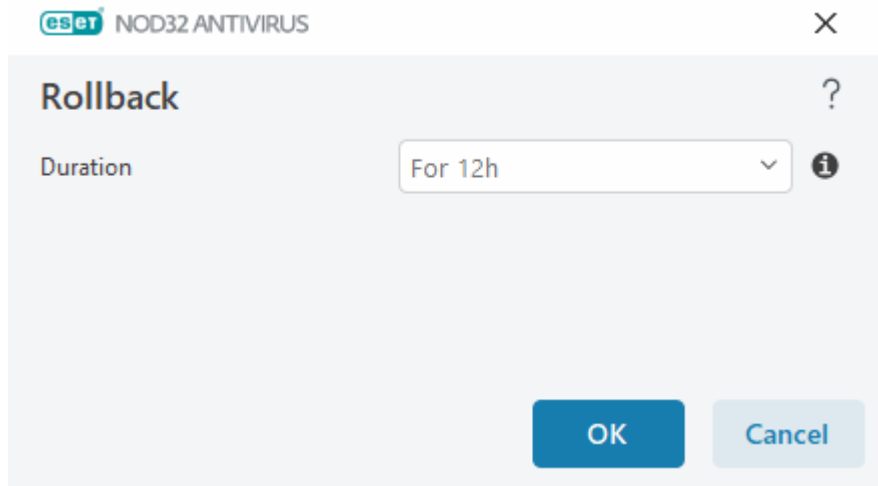 eset NOD32 ANTIVIRUS
Rollback ?
Duration For 12h
OK Cancel